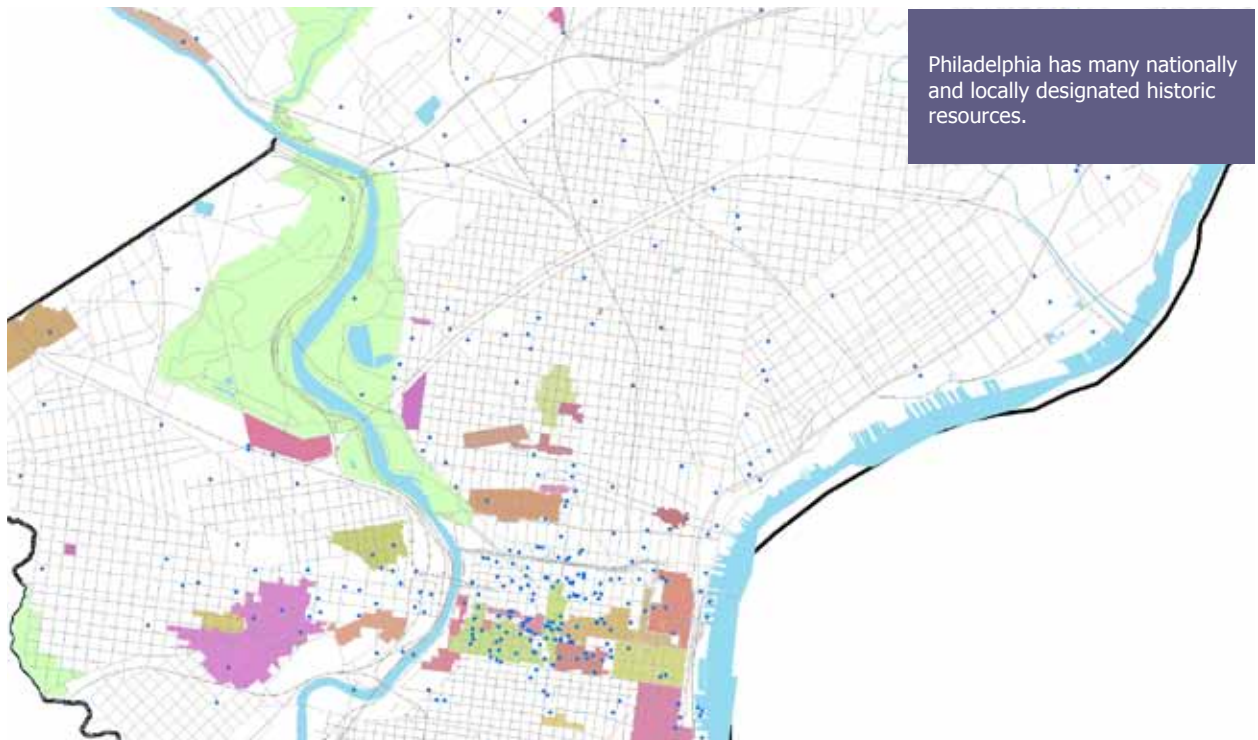 Philadelphia has many nationally
and locally designated historic
resources.